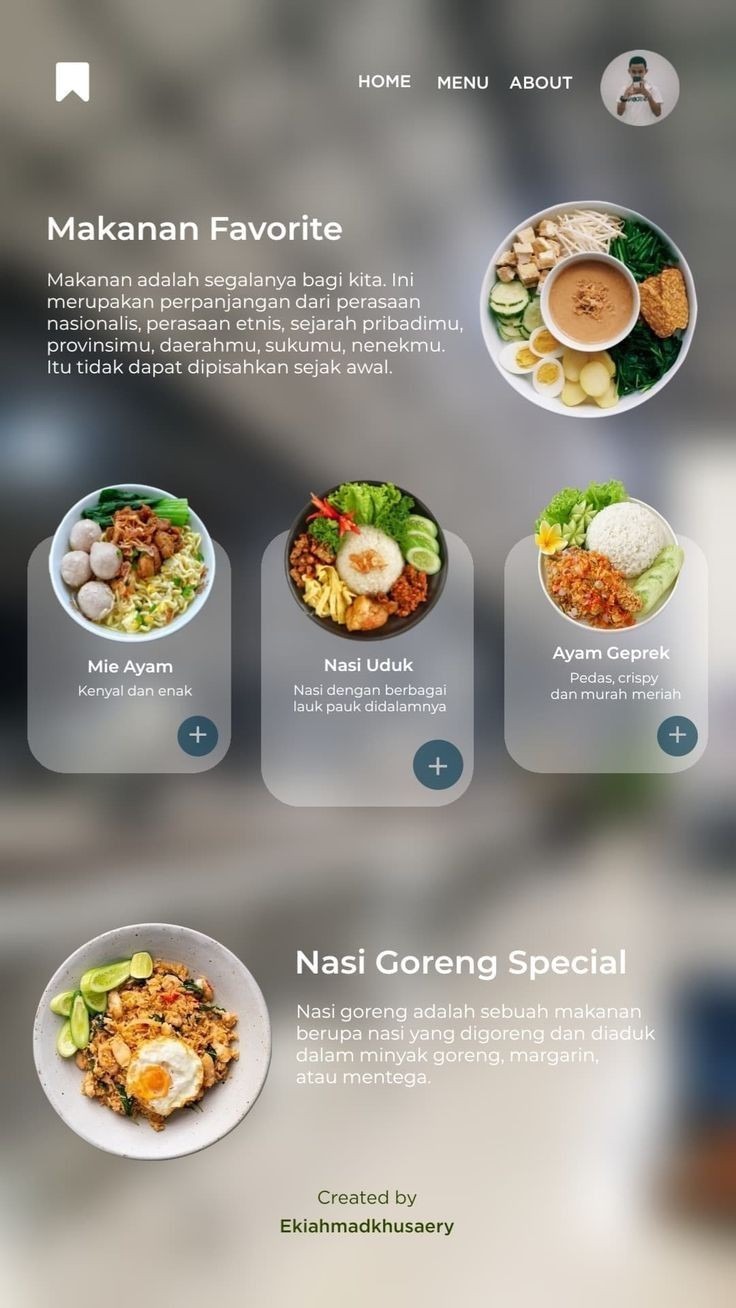 HOME MENU ABOUT
Makanan Favorite
Makanan adalah segalanya bagi kita. Ini
merupakan perpanjangan dari perasaan
nasionalis, perasaan etnis, sejarah pribadimu,
provinsimu, daerahmu, sukumu, nenekmu.
Itu tidak dapat dipisahkan sejak awal.
Mie Ayam
Kenyal dan enak
Nasi Uduk
Nasi dengan berbagai
lauk pauk didalamnya
Ayam Geprek
Pedas, crispy
dan murah meriah
Nasi Goreng Special
Nasi goreng adalah sebuah makanan
berupa nasi yang digoreng dan diaduk
dalam minyak goreng, margarin,
atau mentega.
Created by
Ekiahmadkhusaery